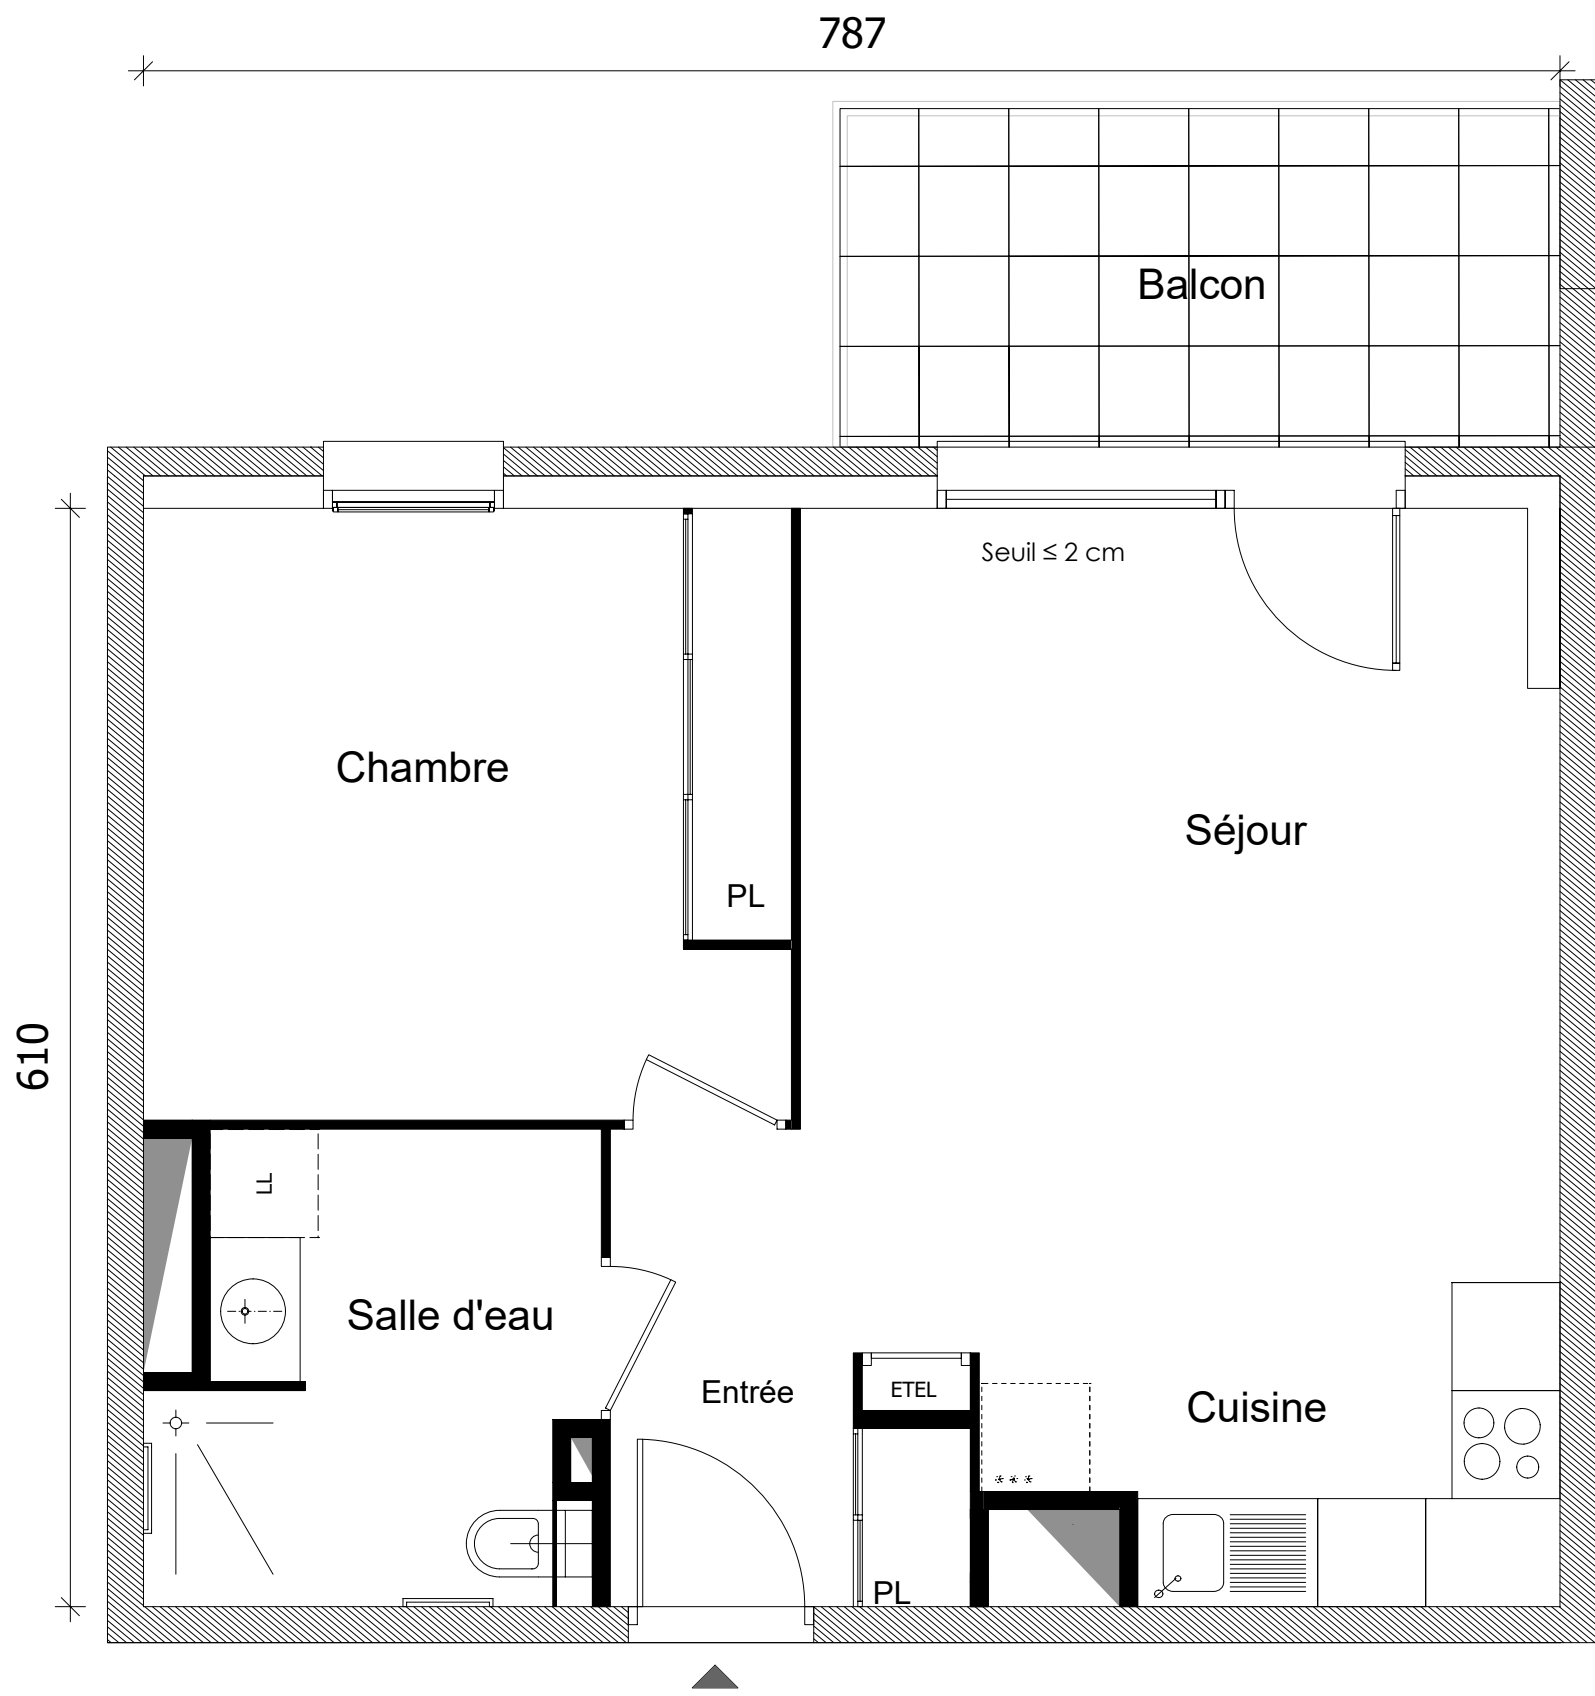 787
Balcon
Seuil ≤ 2 cm
Chambre
Séjour
PL
610
LL
Salle d'eau
Entrée
ETEL
Cuisine
***
PL